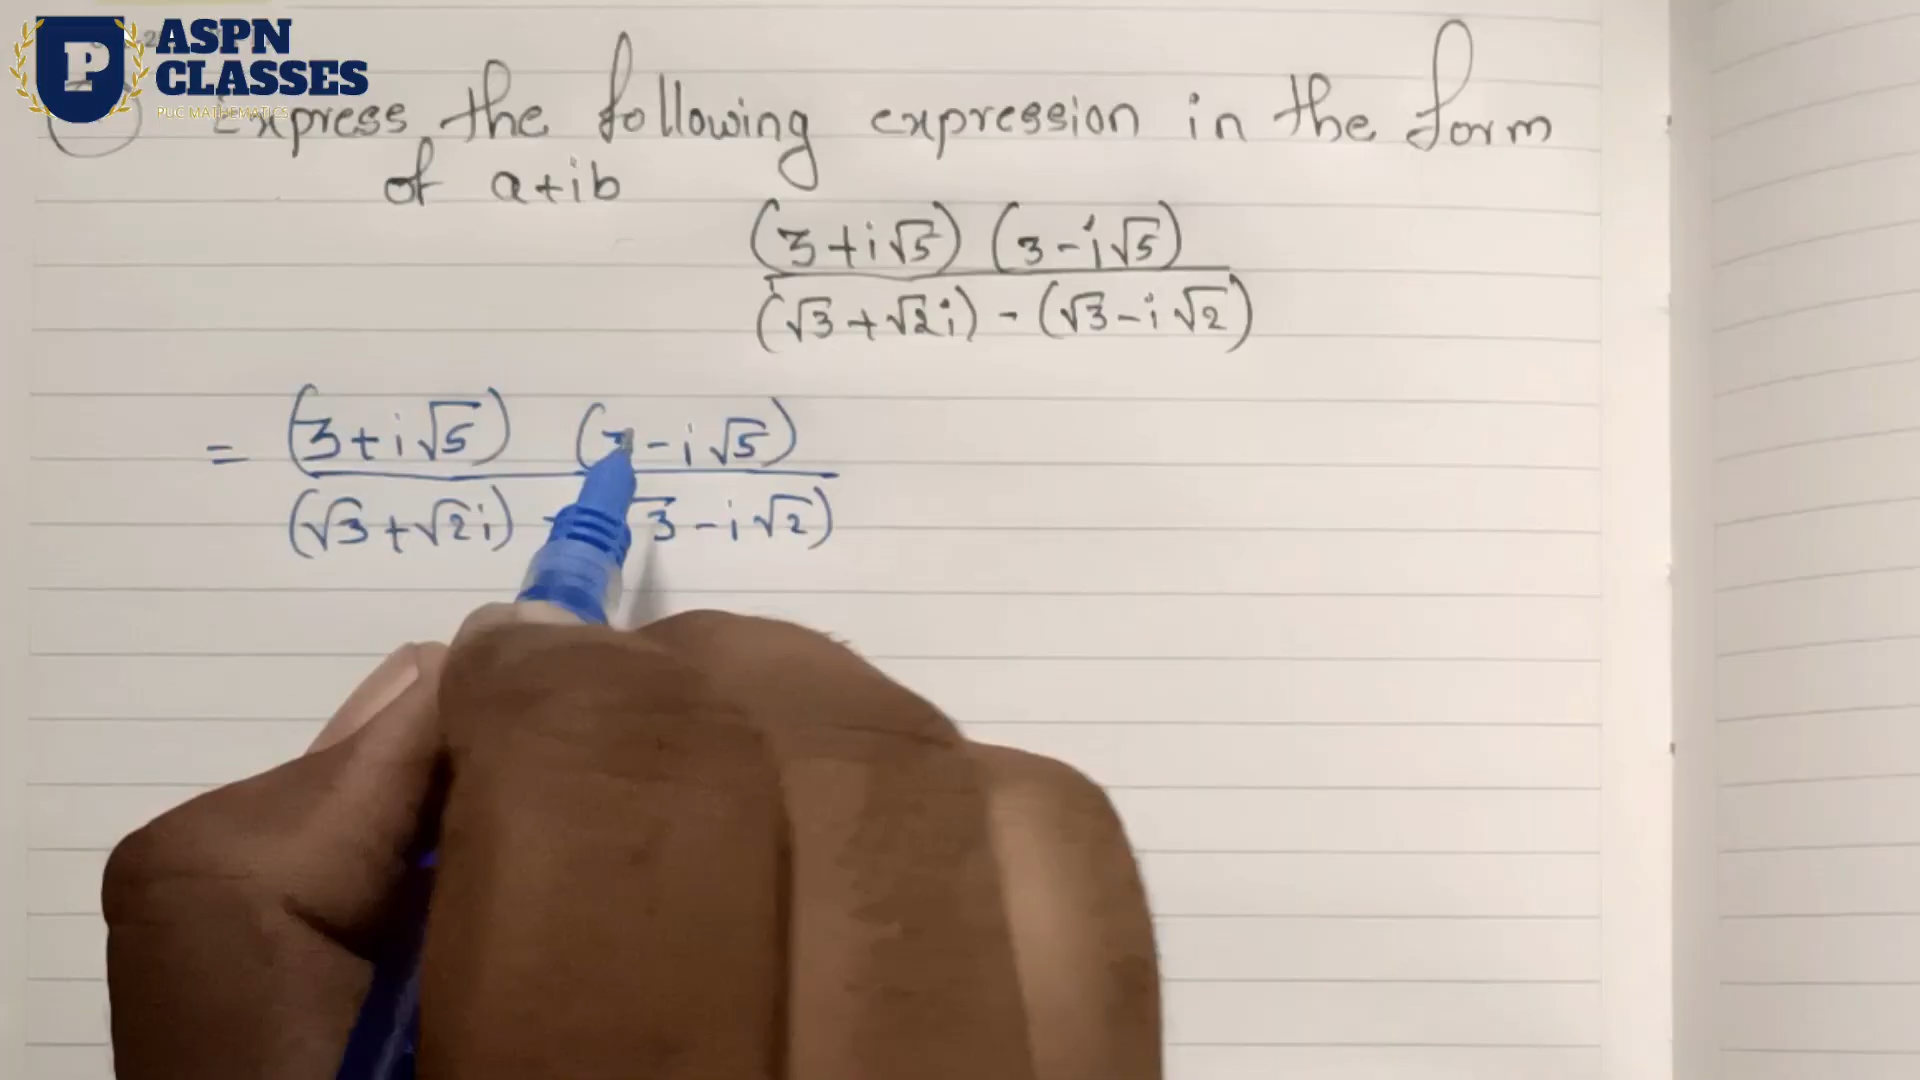 ASPN
CLASSES
PUC MATHEMATICS
P
Express the following expression in the form
of a+ib
(3+i√5) (3-i√5)
(√3+√2i) - (√3-i√2)
= (3+i√5) (3-i√5)
(√3+√2i) - √3-i√2)